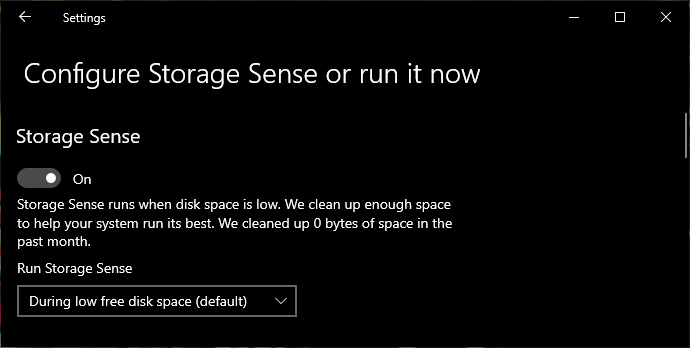 Settings
Configure Storage Sense or run it now
Storage Sense
On
Storage Sense runs when disk space is low. We clean up enough space
to help your system run its best. We cleaned up 0 bytes of space in the
past month.
Run Storage Sense
During low free disk space (default)